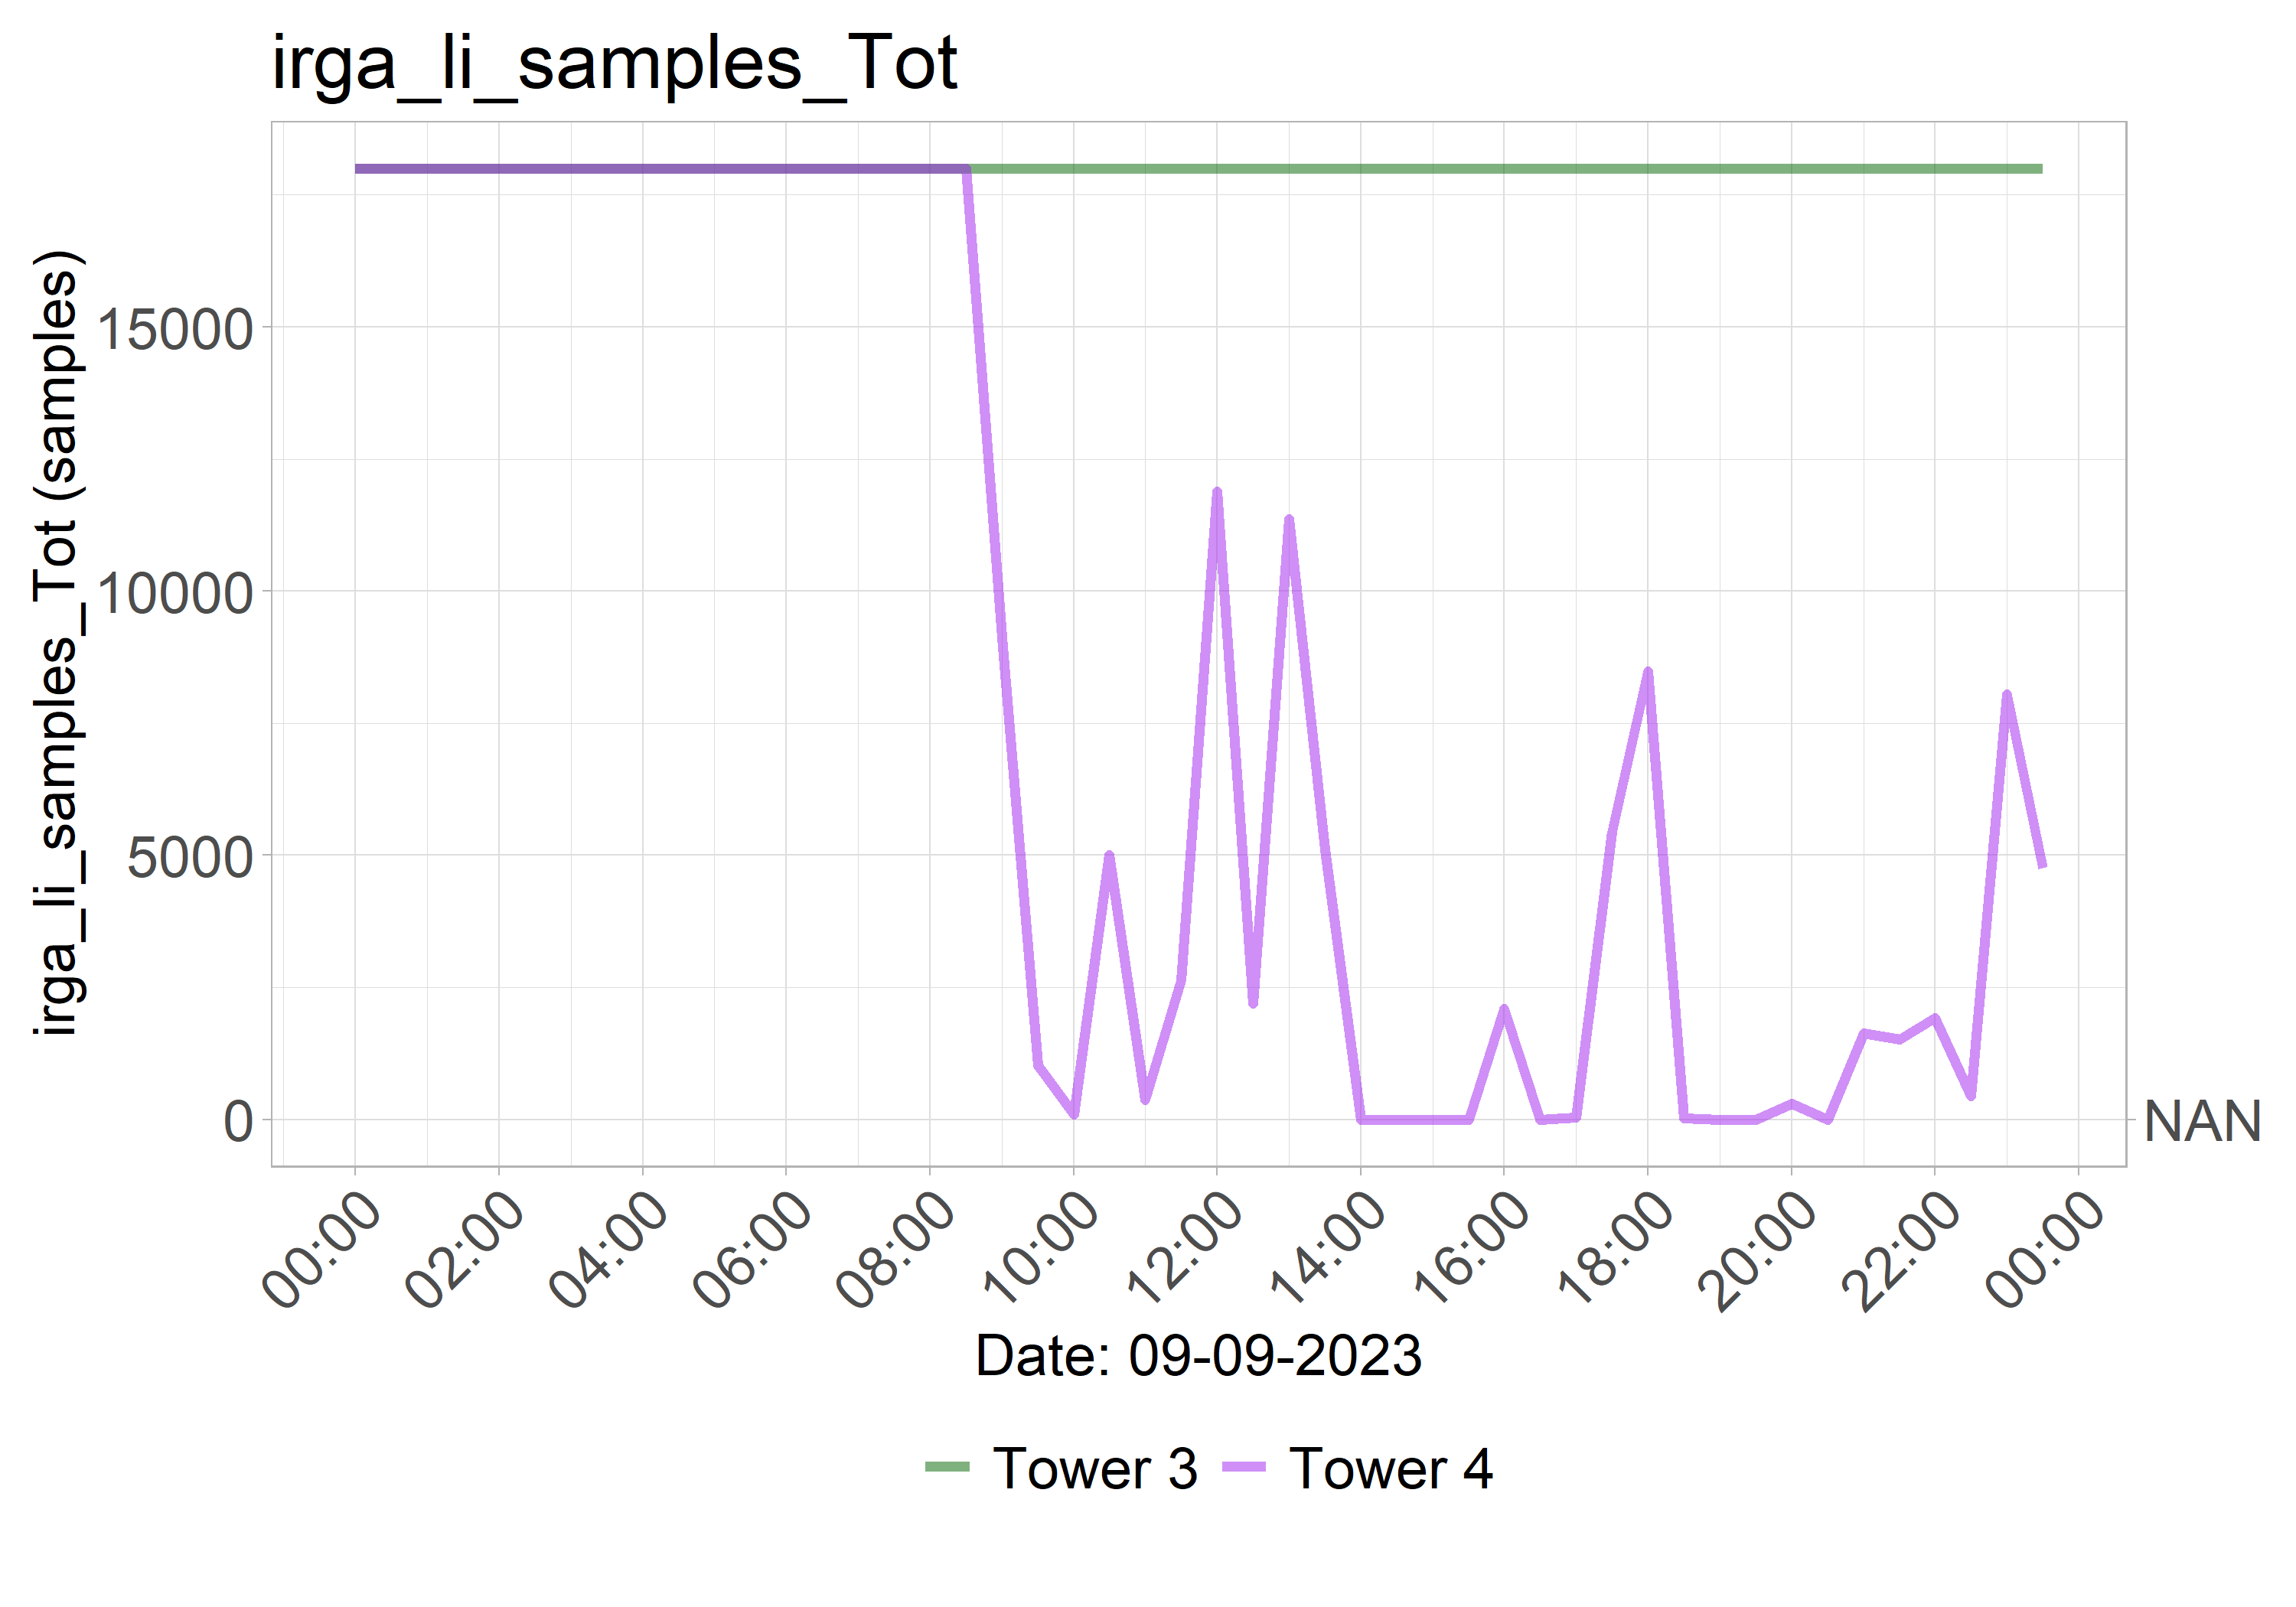 irga_li_samples_Tot
irga_li_samples_Tot (samples)
15000
10000
5000
0
NAN
00:00
02:00
04:00
06:00
08:00
10:00
12:00
14:00
16:00
18:00
20:00
22:00
00:00
Date: 09-09-2023
Tower 3
Tower 4